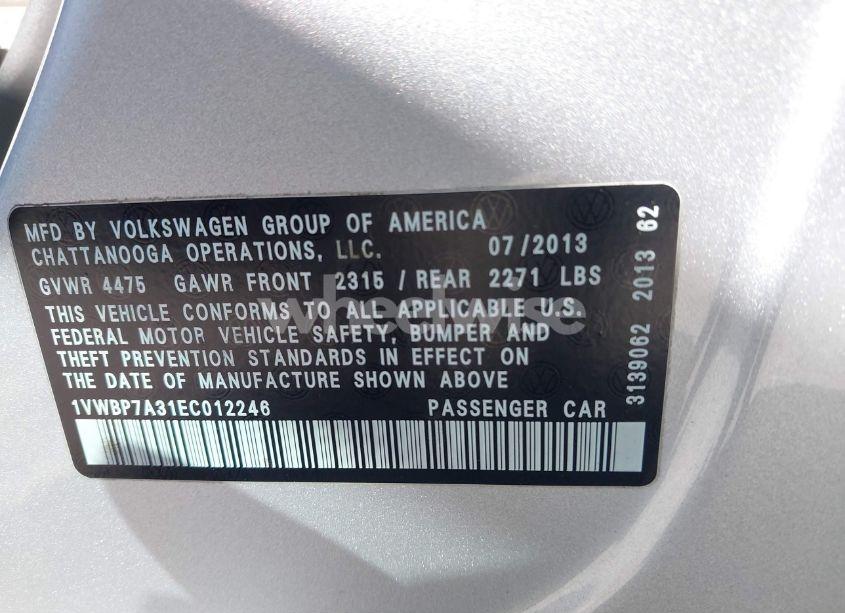 MFD BY VOLKSWAGEN GROUP OF AMERICA
CHATTANOOGA OPERATIONS, LLC. 07/2013
GVWR 4475 GAWR FRONT 2315 / REAR 2271 LBS
THIS VEHICLE CONFORMS TO ALL APPLICABLE U.S.
FEDERAL MOTOR VEHICLE SAFETY, BUMPER AND
THEFT PREVENTION STANDARDS IN EFFECT ON
THE DATE OF MANUFACTURE SHOWN ABOVE
1VWBP7A31EC012246 PASSENGER CAR
3139062 2013 62
wheelwise